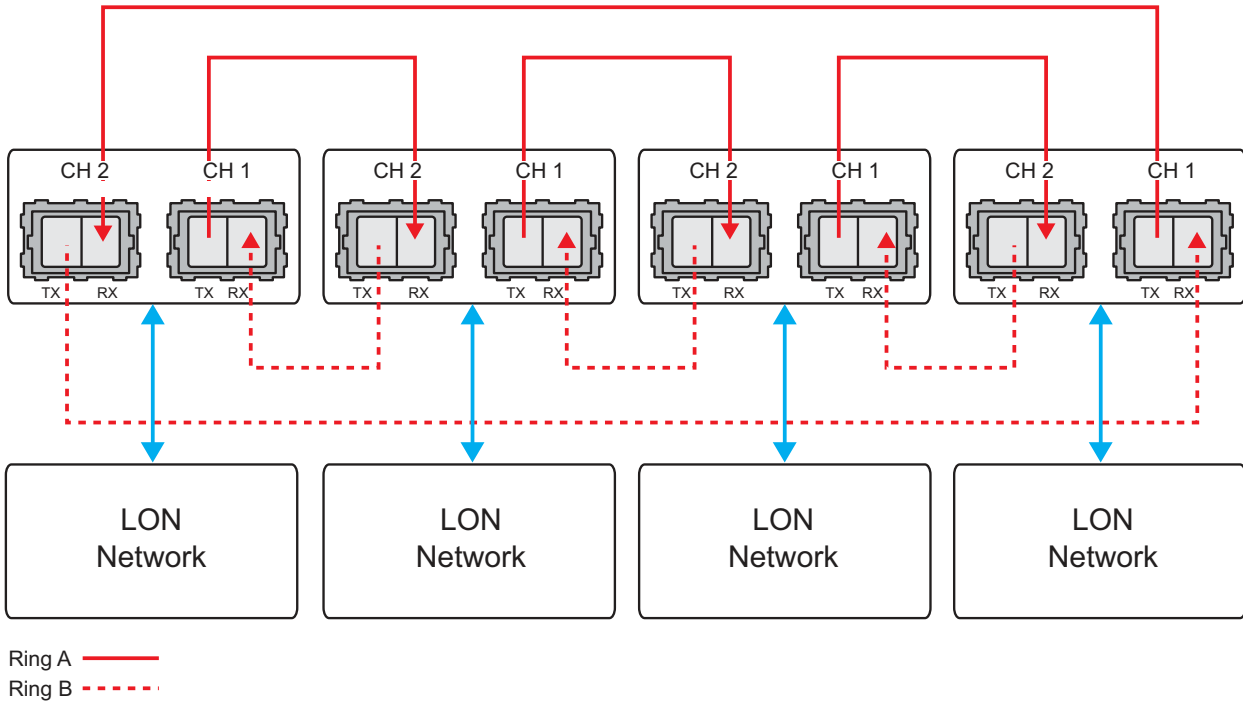 CH 2 CH 1 CH 2 CH 1 CH 2 CH 1 CH 2 CH 1
TX RX TX RX TX RX TX RX TX RX TX RX TX RX TX RX
LON LON LON LON
Network Network Network Network
Ring A
Ring B